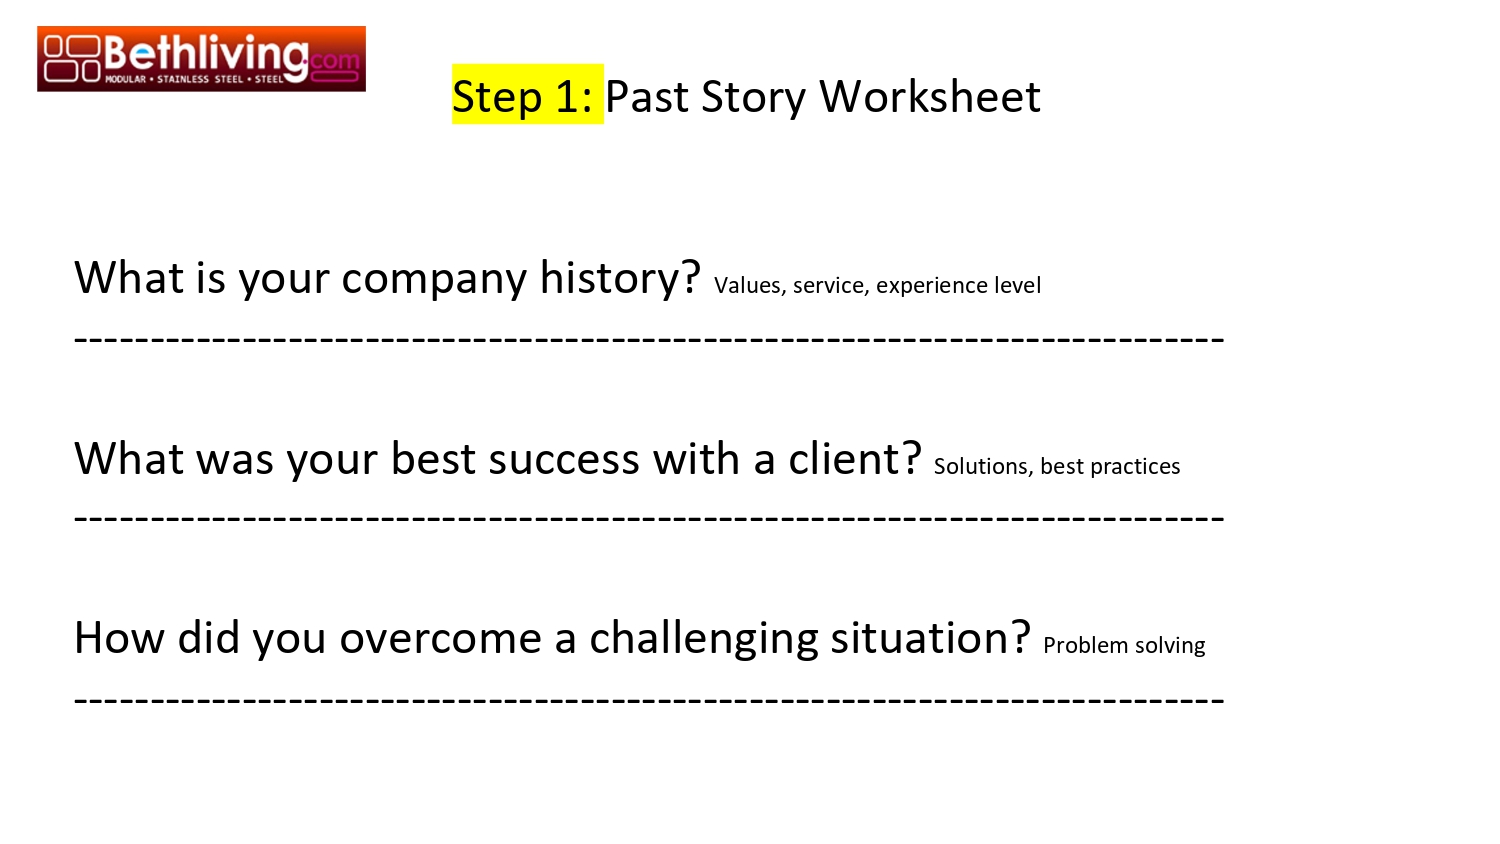 Bethliving.com
MODULAR • STAINLESS STEEL • STEEL
Step 1: Past Story Worksheet
What is your company history? Values, service, experience level
---------------------------------------------------------------------------
What was your best success with a client? Solutions, best practices
---------------------------------------------------------------------------
How did you overcome a challenging situation? Problem solving
---------------------------------------------------------------------------